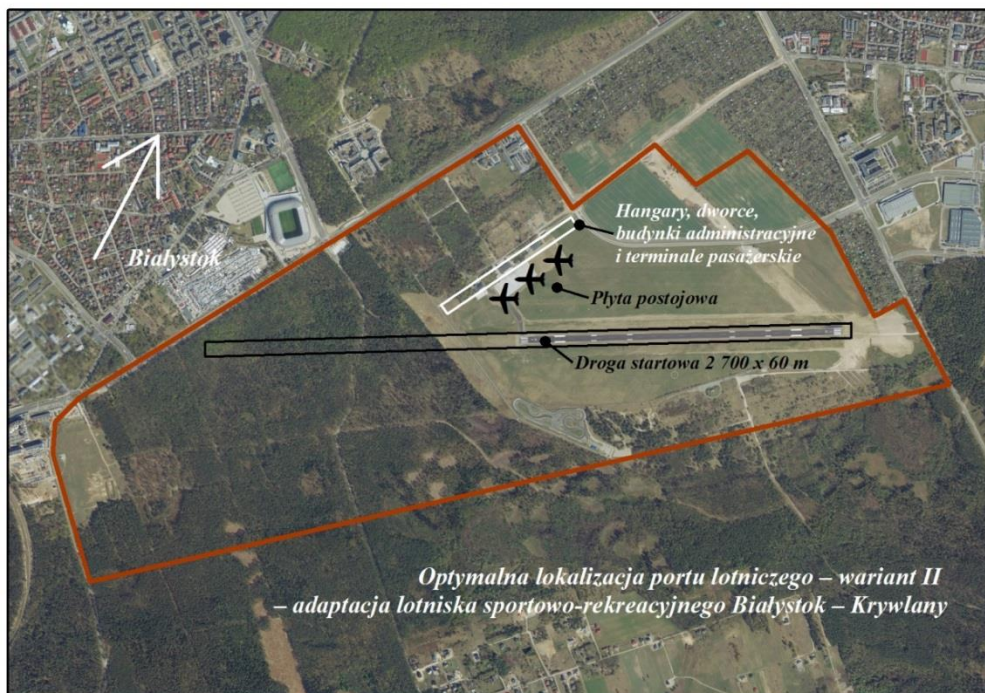 Hangary, dworce,
budynki administracyjne
i terminale pasażerskie
Białystok
Płyta postojowa
Droga startowa 2 700 x 60 m
Optymalna lokalizacja portu lotniczego – wariant II
– adaptacja lotniska sportowo-rekreacyjnego Białystok – Krywlany